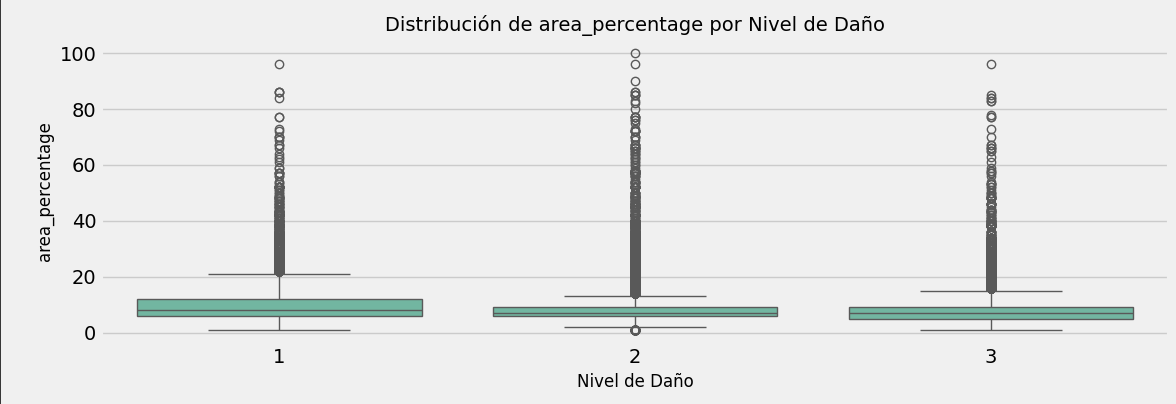 Distribución de area_percentage por Nivel de Daño
area_percentage
100
80
60
40
20
0
1 2 3
Nivel de Daño